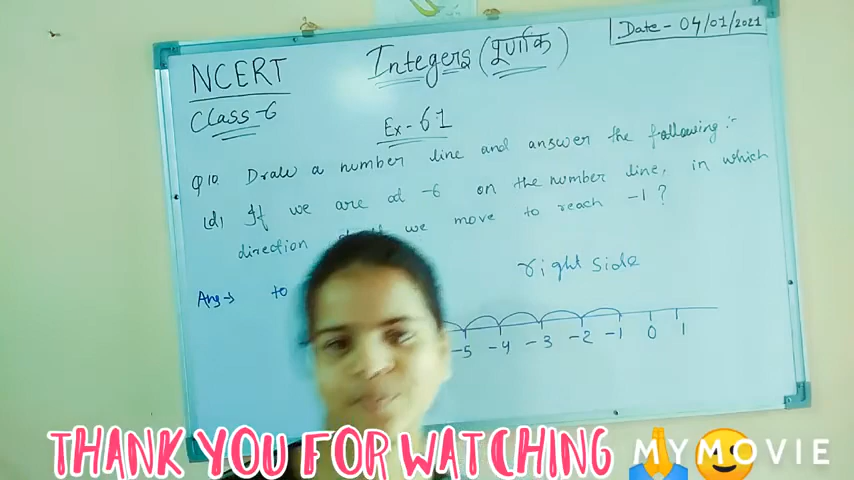 Date - 04/01/2021
Integers (पूर्णांक)
NCERT
Class-6
Ex- 6.1
Q10. Draw a number line and answer the following :-
(d) If we are at -6 on the number line, in which
direction we move to reach -1 ?
right side
Ans→ to
-5 -4 -3 -2 -1 0 1
THANK YOU FOR WATCHING 🙏😉
MYMOVIE